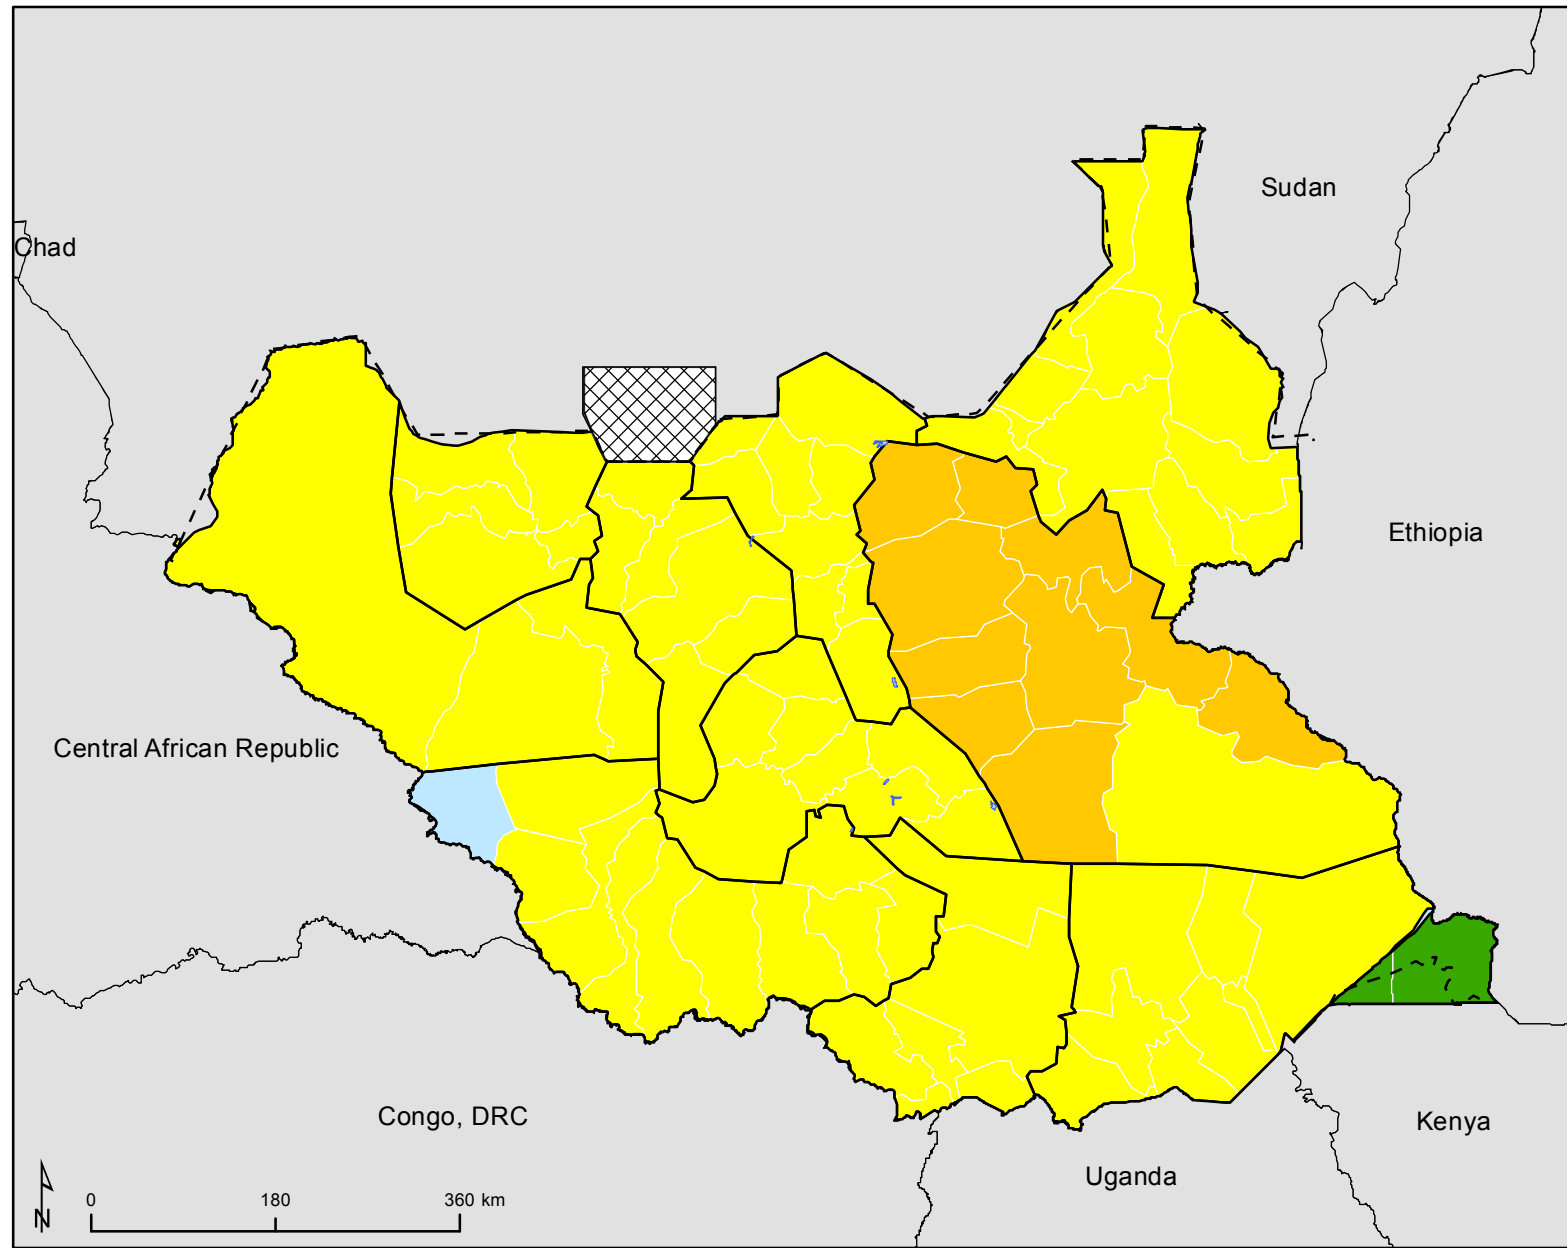 Sudan
Chad
Ethiopia
Central African Republic
Congo, DRC
Kenya
Uganda
0 180 360 km
N